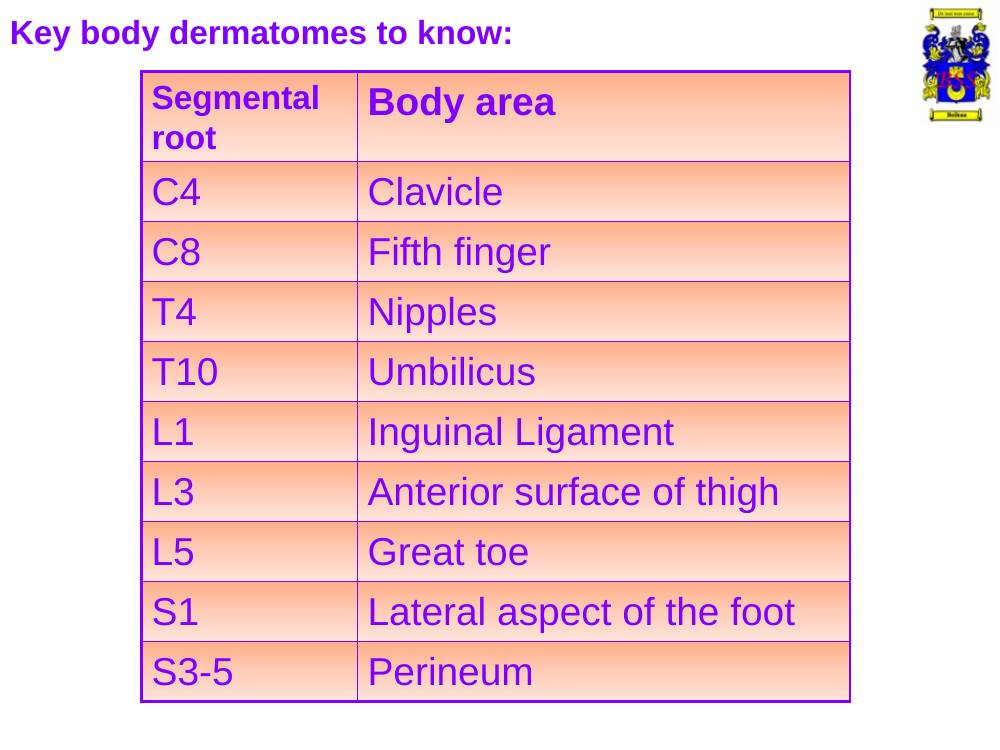 Key body dermatomes to know:
Segmental
root
Body area
C4
Clavicle
C8
Fifth finger
T4
Nipples
T10
Umbilicus
L1
Inguinal Ligament
L3
Anterior surface of thigh
L5
Great toe
S1
Lateral aspect of the foot
S3-5
Perineum